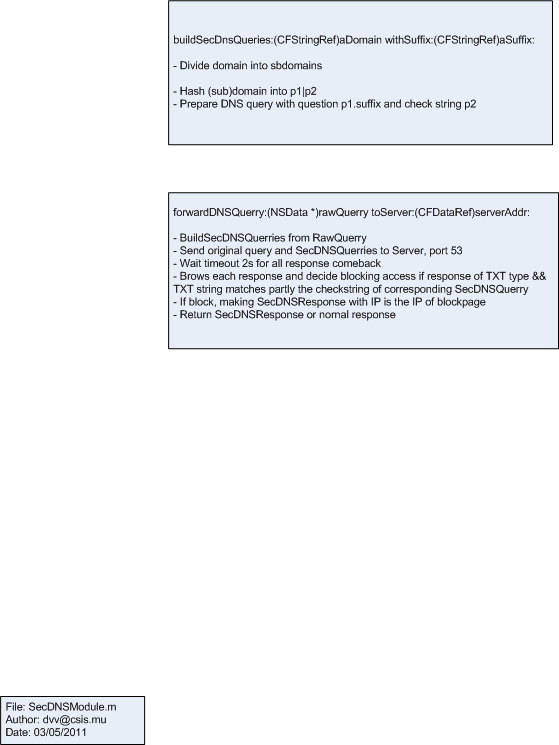 buildSecDnsQueries:(CFStringRef)aDomain withSuffix:(CFStringRef)aSuffix:
- Divide domain into sbdomains
- Hash (sub)domain into p1|p2
- Prepare DNS query with question p1.suffix and check string p2
forwardDNSQuerry:(NSData *)rawQuerry toServer:(CFDataRef)serverAddr:
- BuildSecDNSQuerries from RawQuerry
- Send original query and SecDNSQuerries to Server, port 53
- Wait timeout 2s for all response comeback
- Brows each response and decide blocking access if response of TXT type &&
TXT string matches partly the checkstring of corresponding SecDNSQuerry
- If block, making SecDNSResponse with IP is the IP of blockpage
- Return SecDNSResponse or nornal response
File: SecDNSModule.m
Author: dvv@csis.mu
Date: 03/05/2011